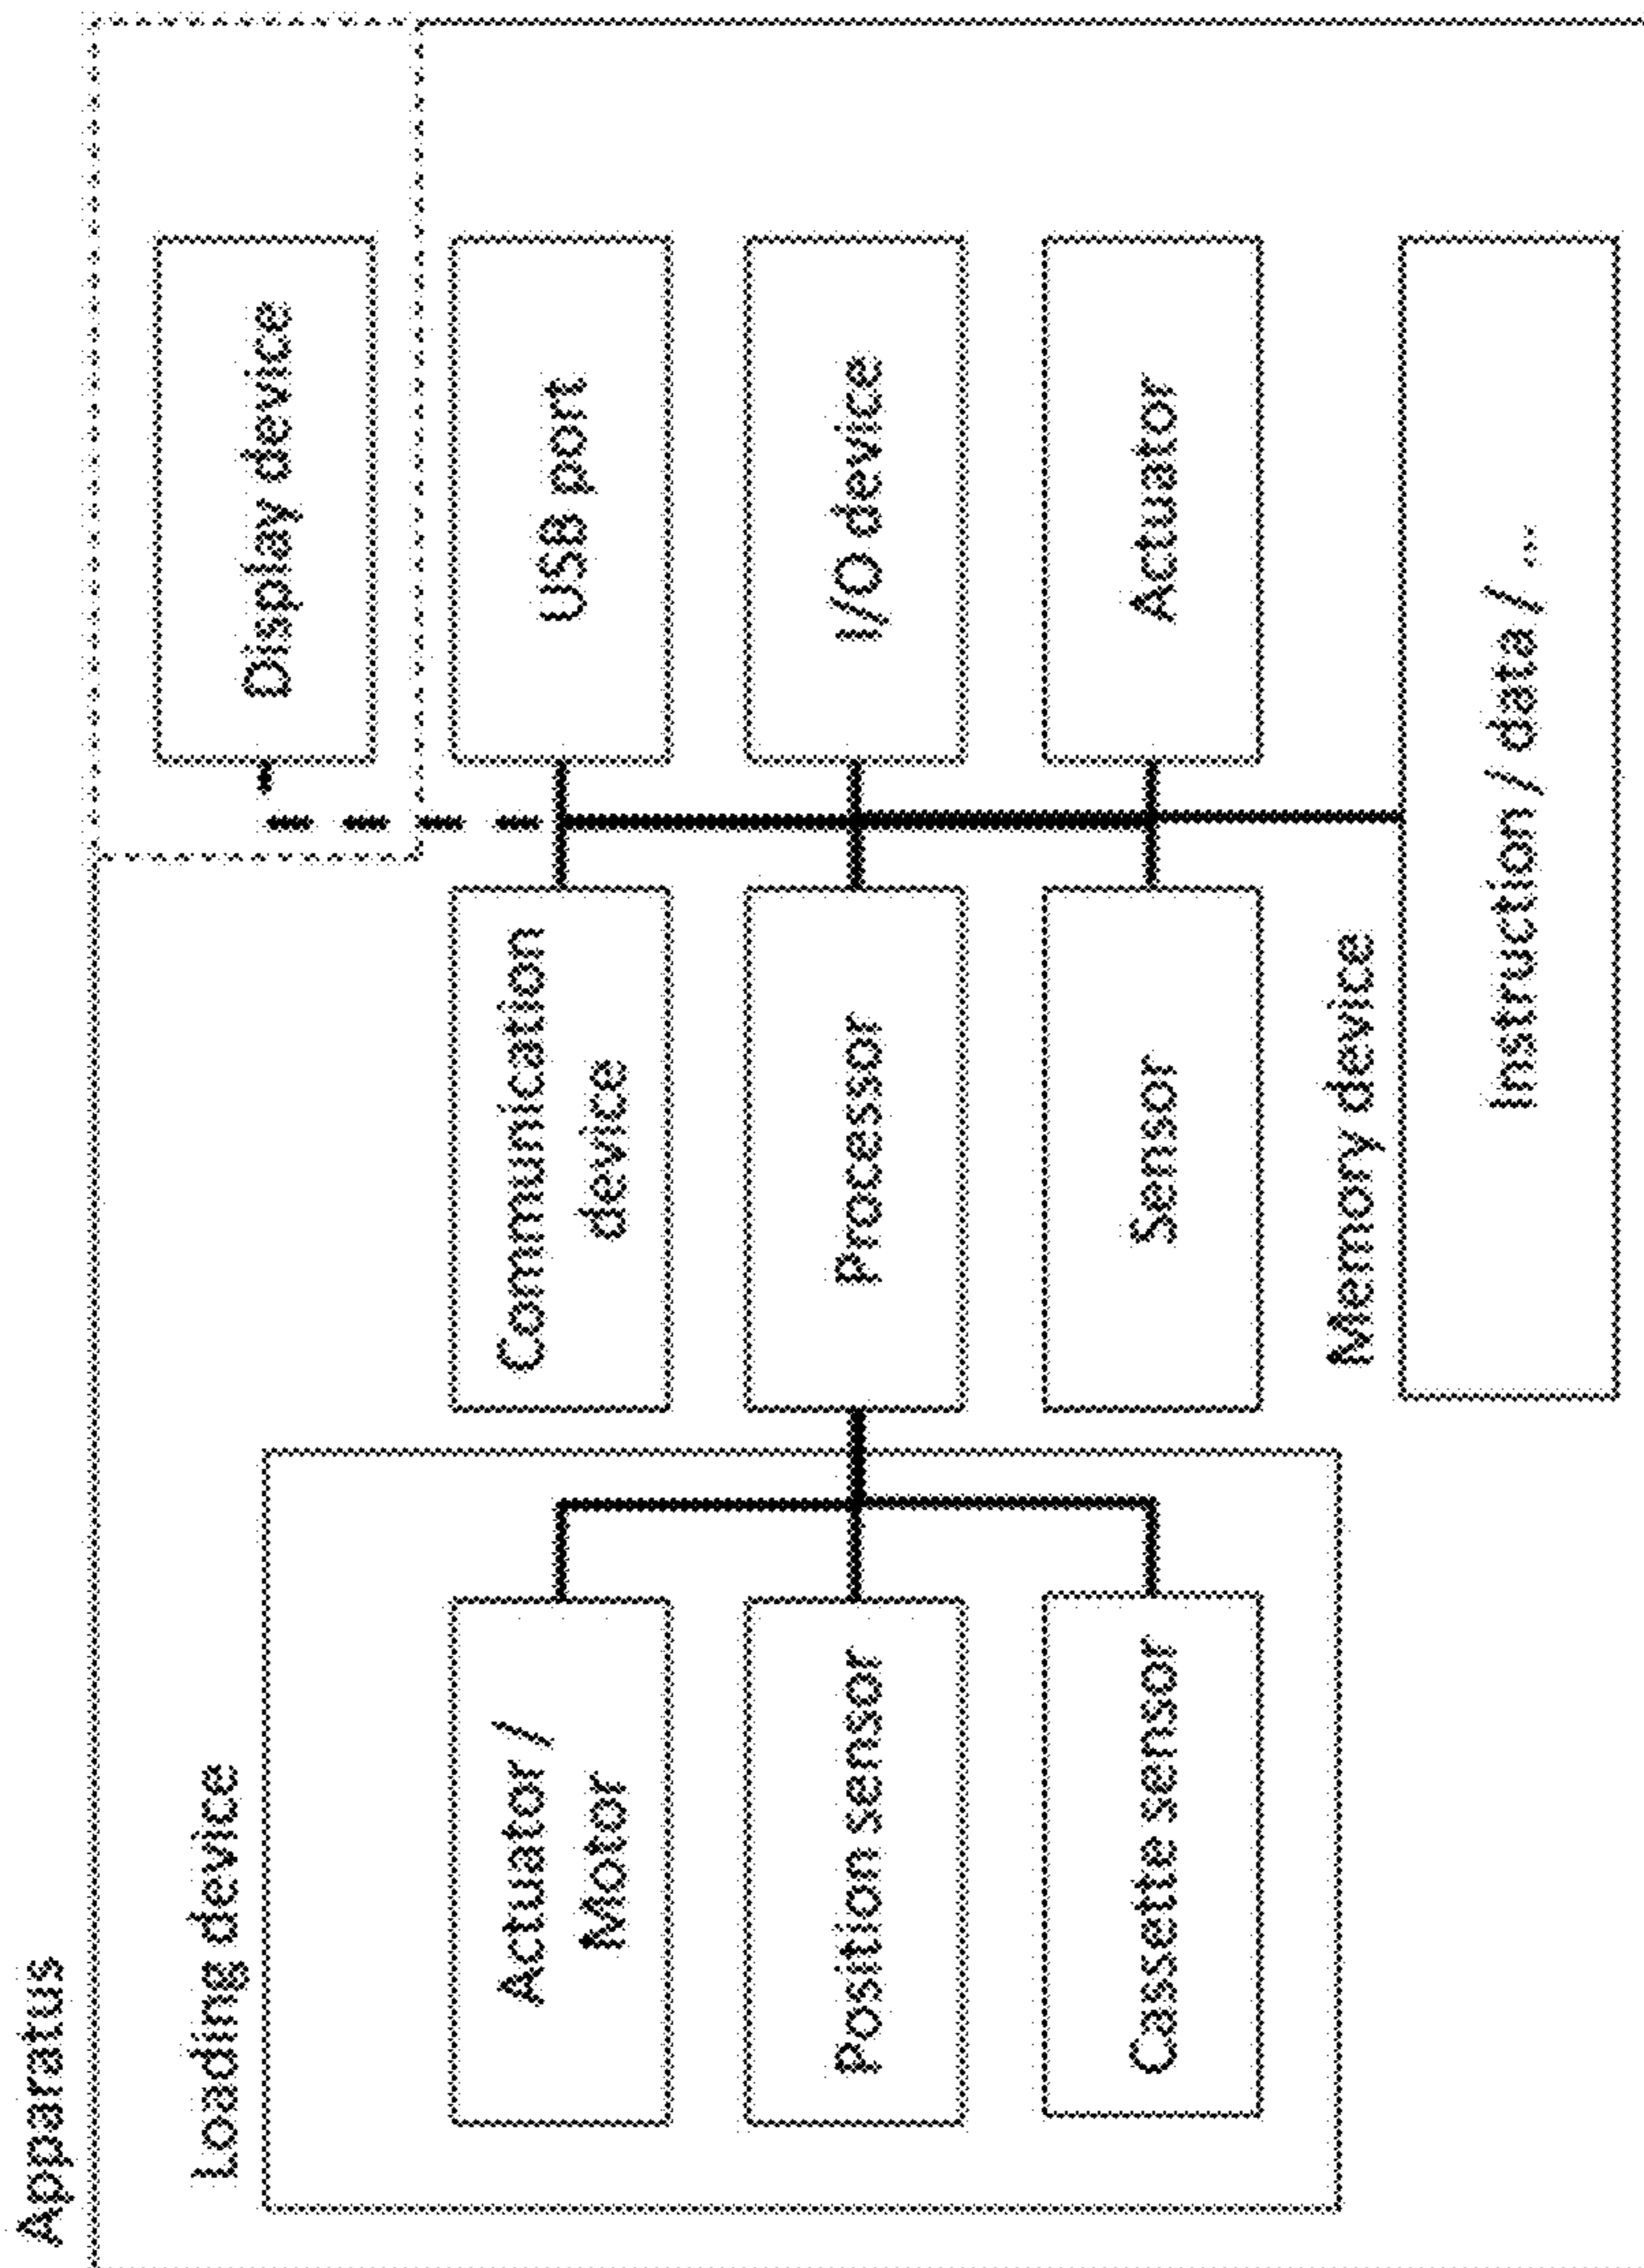 Apparatus
Loading device
Display device
Actuator /
Motor
Communication
device
USB port
Position sensor
Processor
I/O device
Cassette sensor
Sensor
Actuator
Memory device
Instruction / data / ...